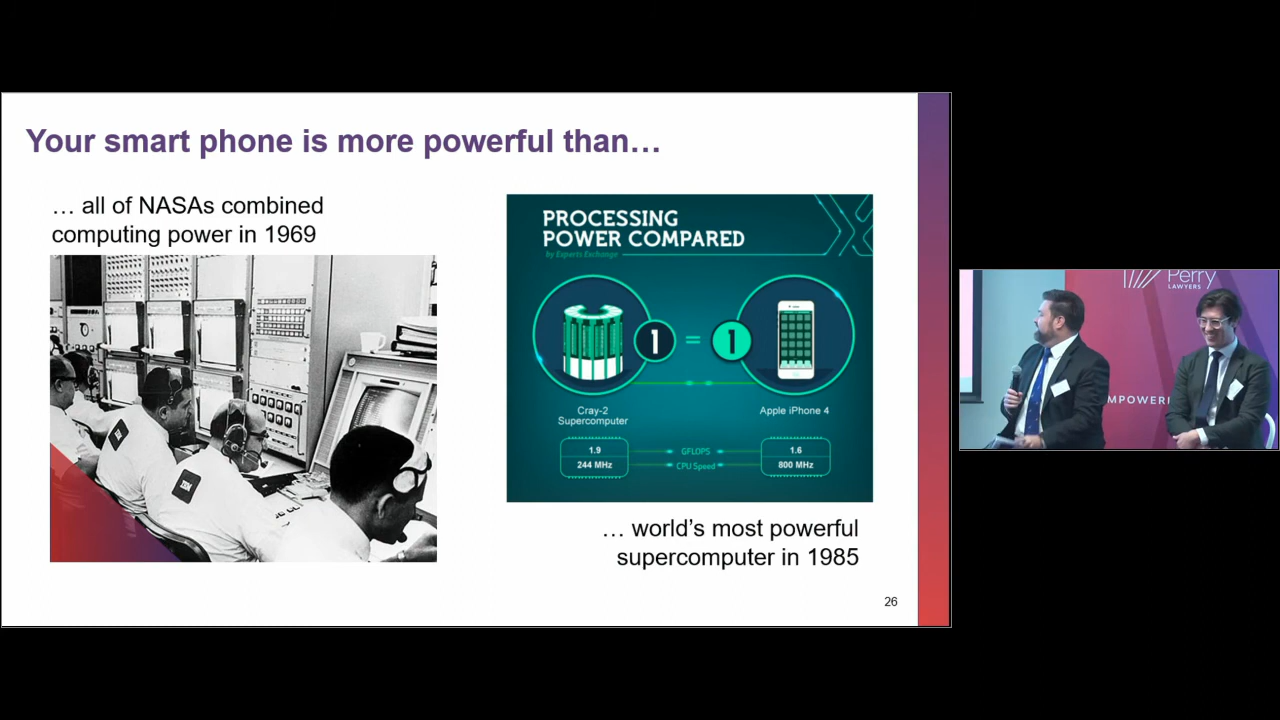 Your smart phone is more powerful than…
… all of NASAs combined
computing power in 1969
IBM
IBM
PROCESSING
POWER COMPARED
by Experts Exchange
1 = 1
Cray-2
Supercomputer
Apple iPhone 4
1.9 GFLOPS 1.6
244 MHz CPU Speed 800 MHz
… world's most powerful
supercomputer in 1985
26
Perry
LAWYERS
MPOWERI